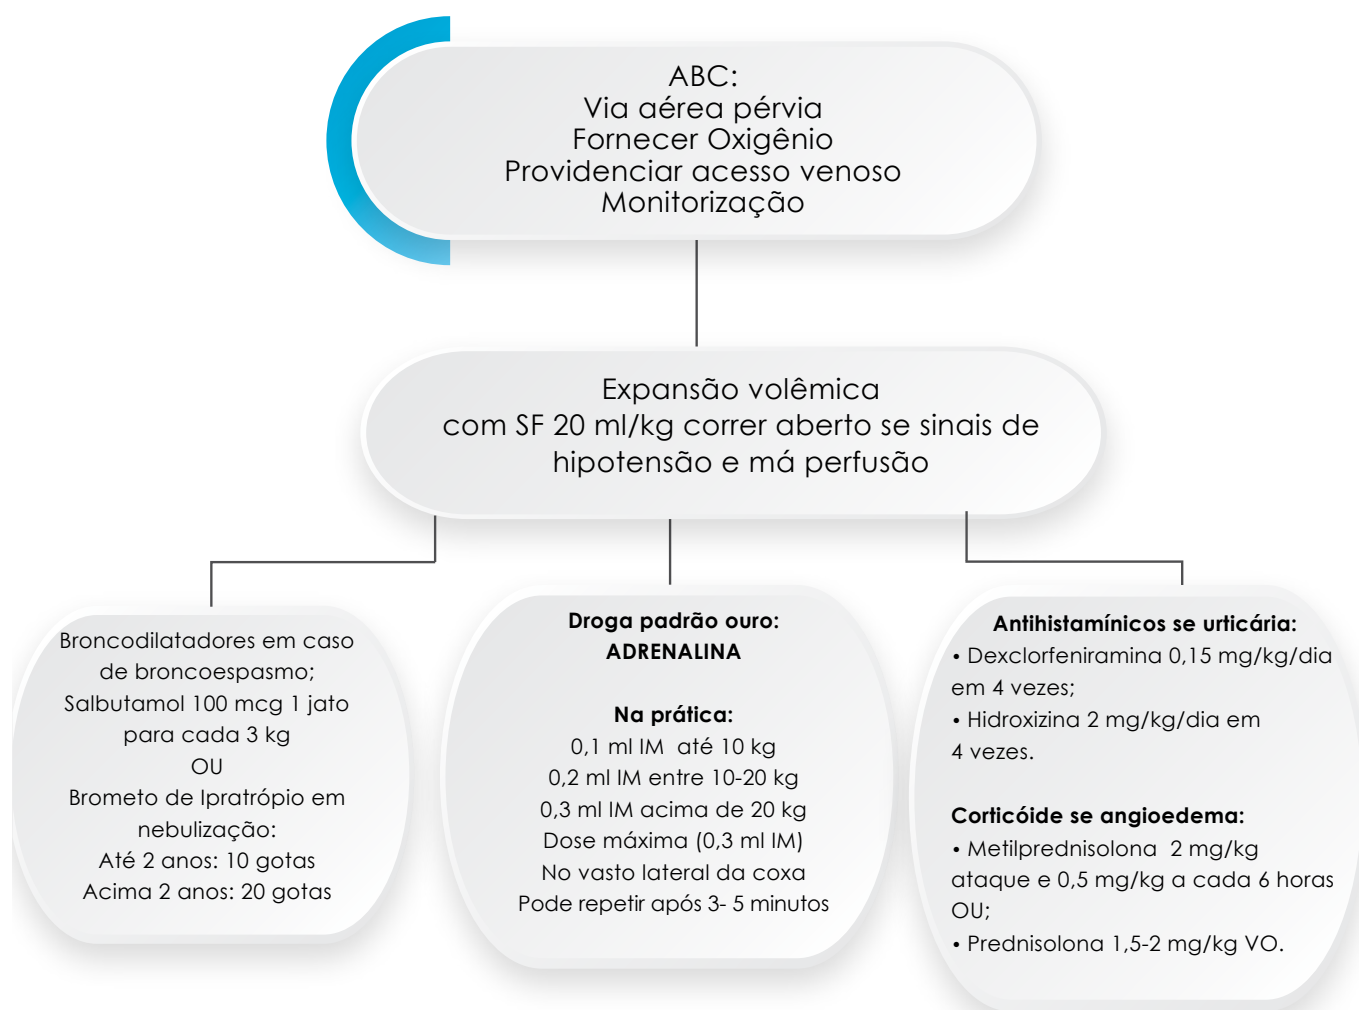 ABC:
Via aérea pérvia
Fornecer Oxigênio
Providenciar acesso venoso
Monitorização
Expansão volêmica
com SF 20 ml/kg correr aberto se sinais de
hipotensão e má perfusão
Broncodilatadores em caso
de broncoespasmo;
Salbutamol 100 mcg 1 jato
para cada 3 kg
OU
Brometo de Ipratrópio em
nebulização:
Até 2 anos: 10 gotas
Acima 2 anos: 20 gotas
Droga padrão ouro:
ADRENALINA
Na prática:
0,1 ml IM até 10 kg
0,2 ml IM entre 10-20 kg
0,3 ml IM acima de 20 kg
Dose máxima (0,3 ml IM)
No vasto lateral da coxa
Pode repetir após 3- 5 minutos
Antihistamínicos se urticária:
• Dexclorfeniramina 0,15 mg/kg/dia
em 4 vezes;
• Hidroxizina 2 mg/kg/dia em
4 vezes.
Corticóide se angioedema:
• Metilprednisolona 2 mg/kg
ataque e 0,5 mg/kg a cada 6 horas
OU;
• Prednisolona 1,5-2 mg/kg VO.